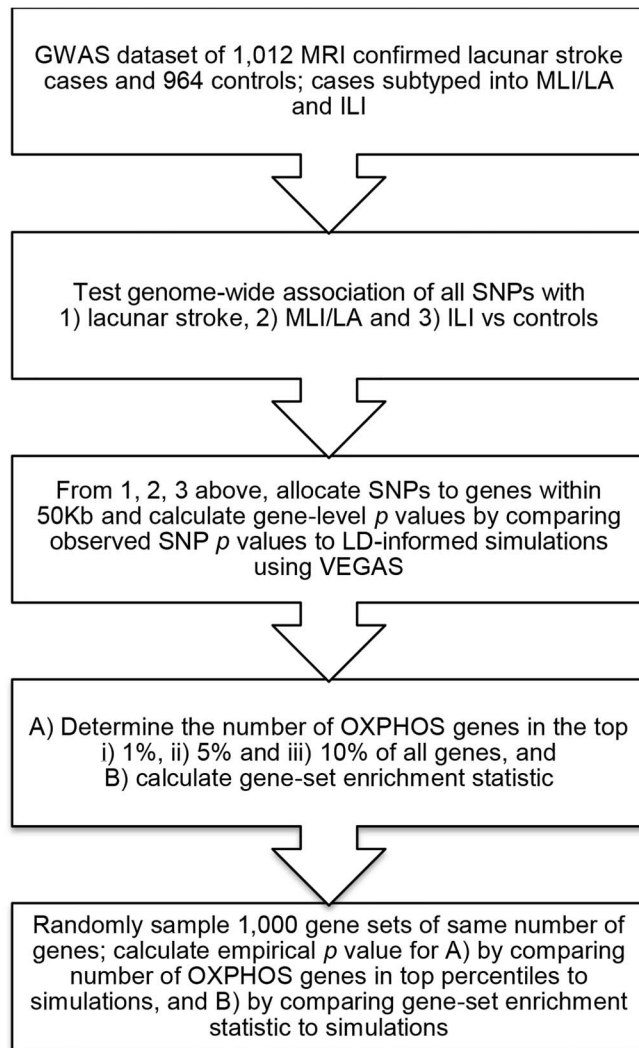 GWAS dataset of 1,012 MRI confirmed lacunar stroke
cases and 964 controls; cases subtyped into MLI/LA
and ILI
Test genome-wide association of all SNPs with
1) lacunar stroke, 2) MLI/LA and 3) ILI vs controls
From 1, 2, 3 above, allocate SNPs to genes within
50Kb and calculate gene-level p values by comparing
observed SNP p values to LD-informed simulations
using VEGAS
A) Determine the number of OXPHOS genes in the top
i) 1%, ii) 5% and iii) 10% of all genes, and
B) calculate gene-set enrichment statistic
Randomly sample 1,000 gene sets of same number of
genes; calculate empirical p value for A) by comparing
number of OXPHOS genes in top percentiles to
simulations, and B) by comparing gene-set enrichment
statistic to simulations